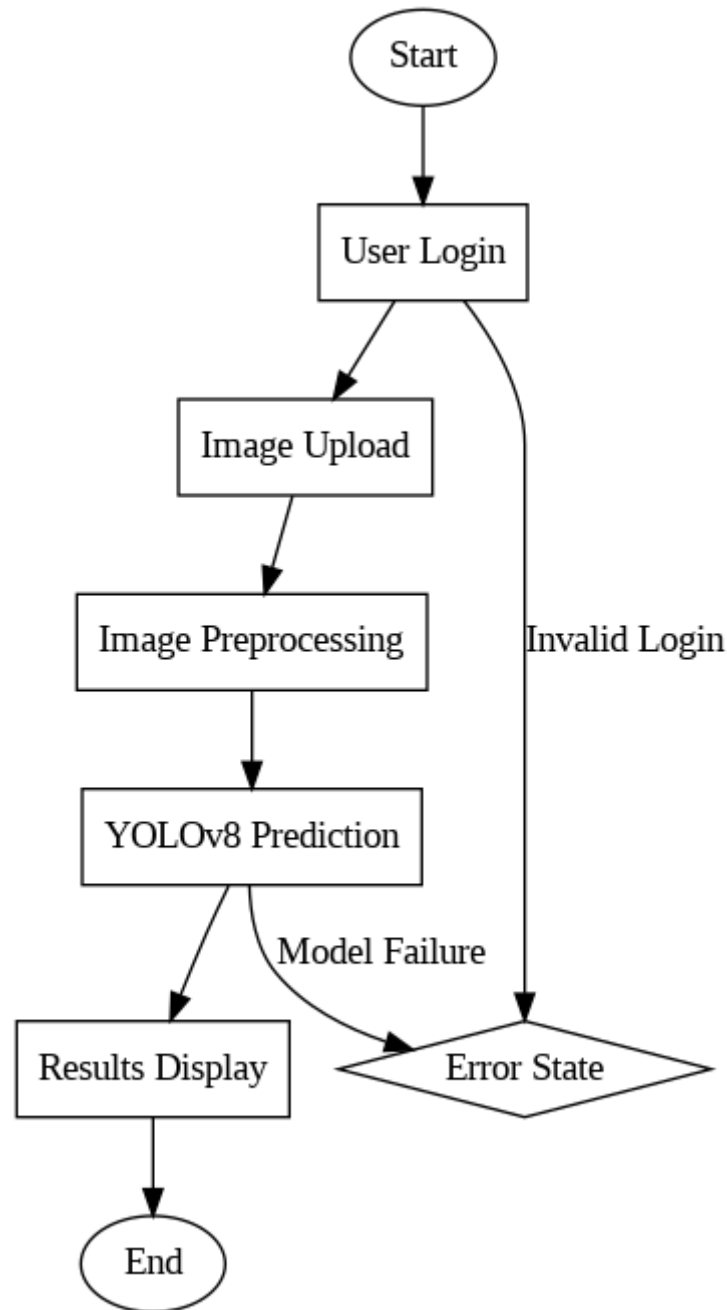 Start
User Login
Image Upload
Image Preprocessing
Invalid Login
YOLOv8 Prediction
Model Failure
Results Display
Error State
End